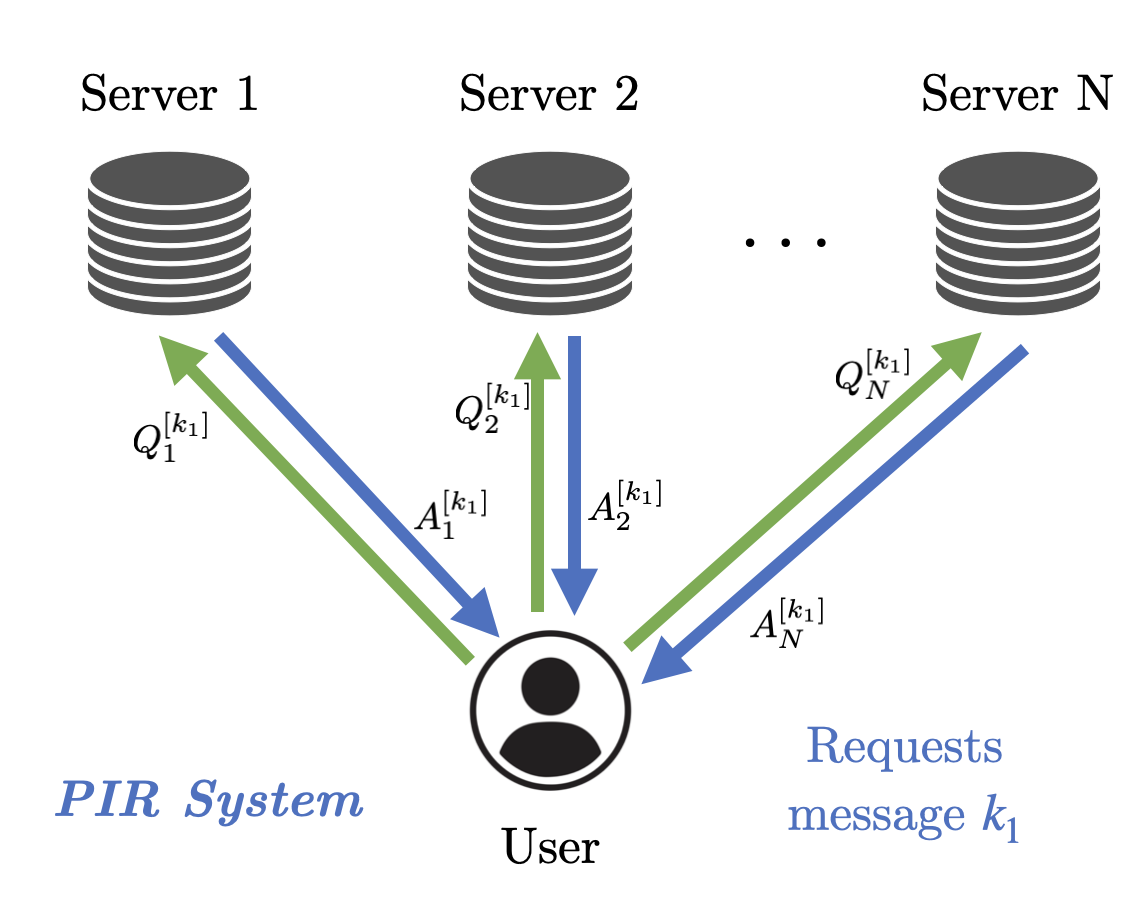 Server 1
Server 2
Server N
. . .
Q_N^{[k_1]}
Q_2^{[k_1]}
Q_1^{[k_1]}
A_1^{[k_1]}
A_2^{[k_1]}
A_N^{[k_1]}
Requests
message k_1
PIR System
User